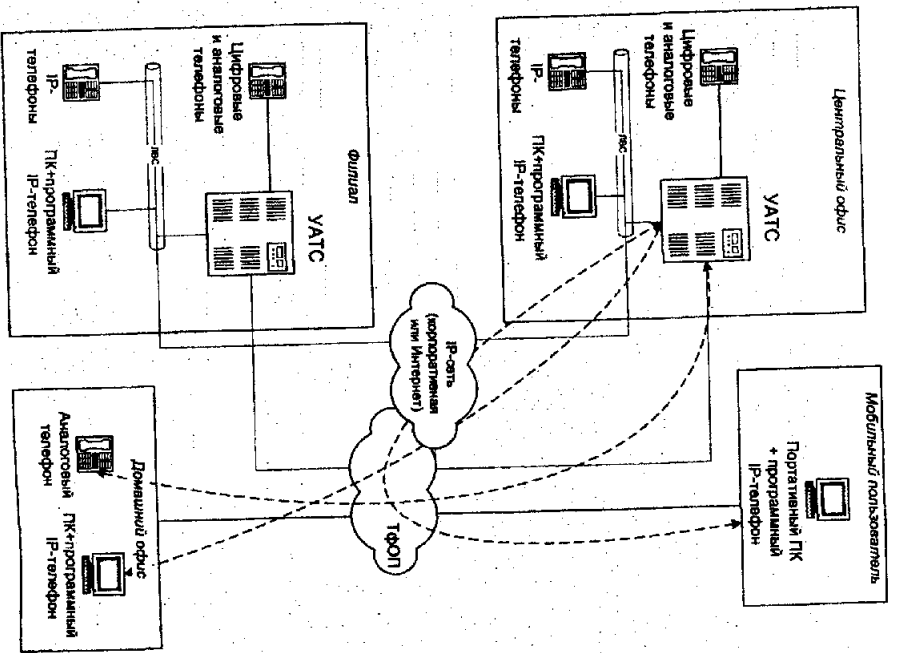 Центральный офис
Цифровые
и аналоговые
телефоны
УАТС
IP-
телефоны
ЛВС
ПК+программный
IP-телефон
Мобильный пользователь
Портативный ПК
+ программный
IP-телефон
IP-сеть
(корпоративная
или Интернет)
ТфОП
Филиал
Цифровые
и аналоговые
телефоны
УАТС
IP-
телефоны
ЛВС
ПК+программный
IP-телефон
Домашний офис
Аналоговый
телефон
ПК+програмный
IP-телефон